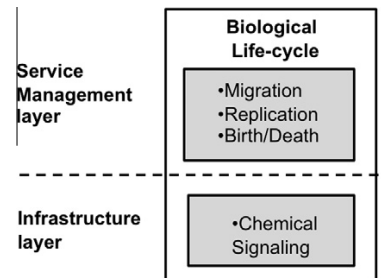 Biological
Life-cycle
Service
Management
layer
•Migration
•Replication
•Birth/Death
Infrastructure
layer
•Chemical
Signaling